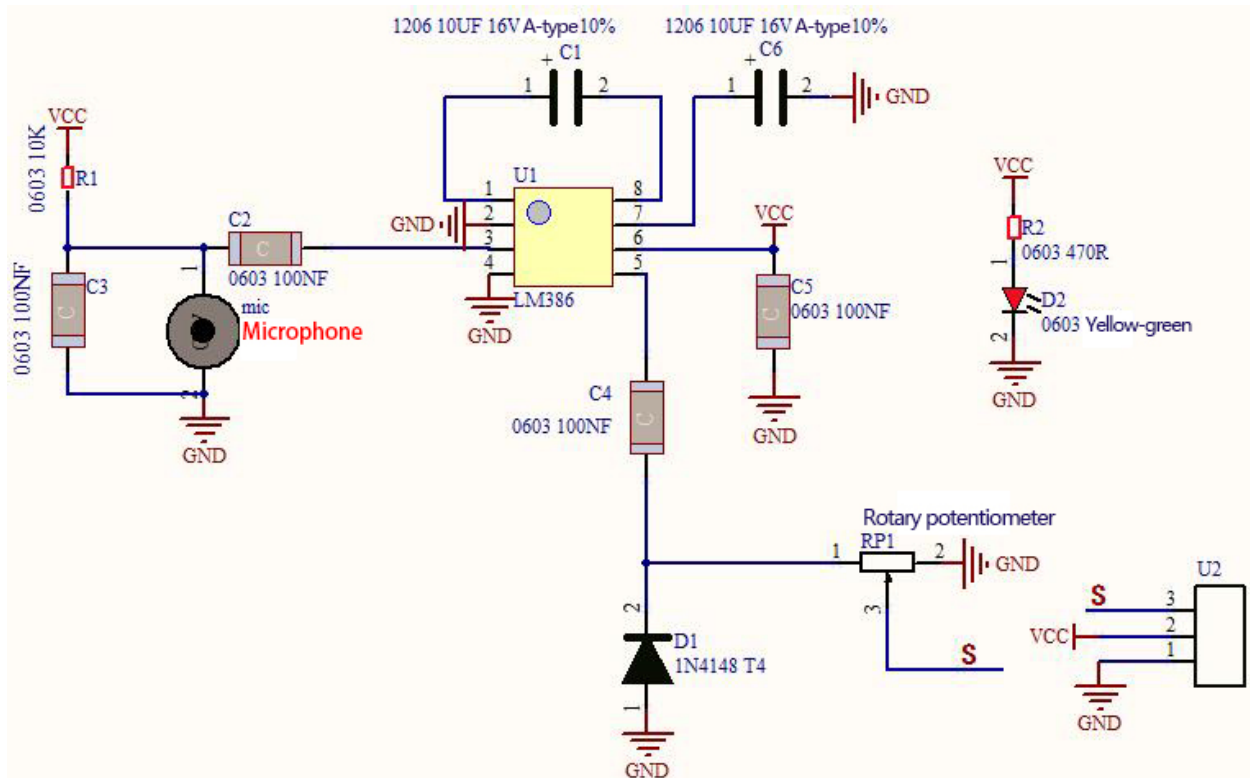 1206 10UF 16V A-type10%
C1
+
1
2
1206 10UF 16V A-type10%
C6
+
1
2
GND
VCC
0603 10K
R1
C2
C
0603 100NF
1
C3
C
0603 100NF
mic
Microphone
2
GND
U1
1
2
3
4
8
7
6
5
GND
GND
LM386
VCC
C5
C
0603 100NF
GND
VCC
R2
0603 470R
1
D2
0603 Yellow-green
2
GND
C4
C
0603 100NF
Rotary potentiometer
RP1
1
2
3
GND
S
2
D1
1N4148 T4
1
GND
U2
S
3
VCC
2
1
GND